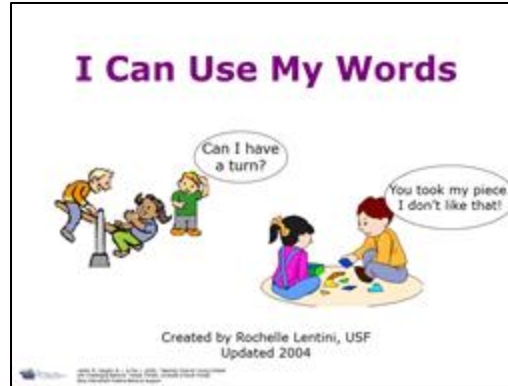 I Can Use My Words
Can I have
a turn?
You took my piece
I don't like that!
Created by Rochelle Lentini, USF
Updated 2004